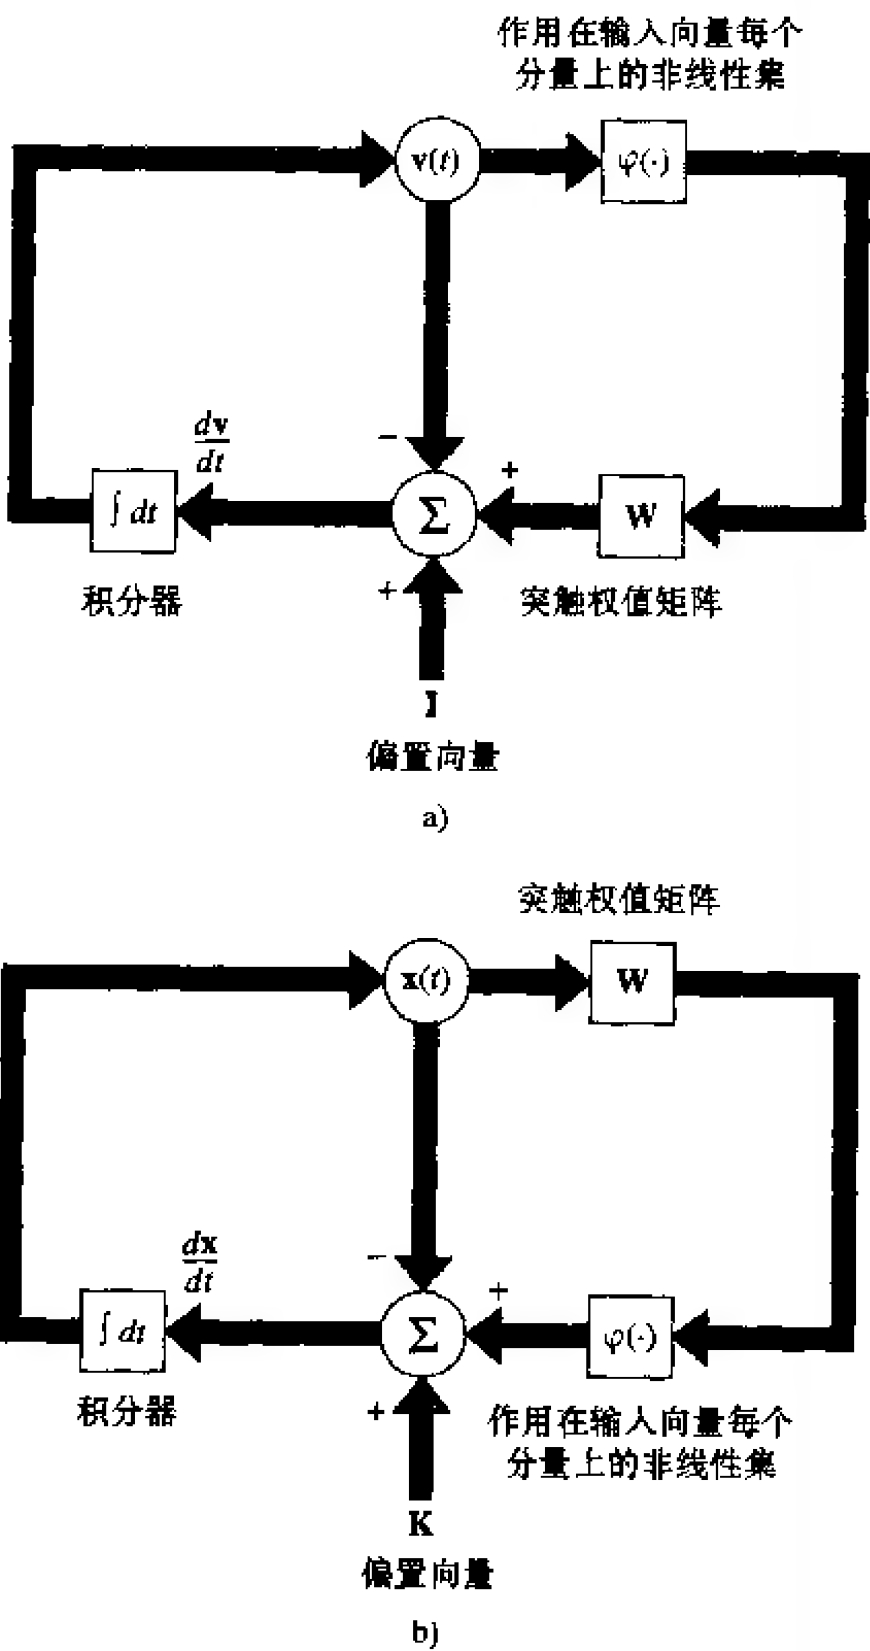 作用在输入向量每个
分量上的非线性集
v(t)
φ(·)
dv
dt
−
+
∫ dt
Σ
W
积分器
+
突触权值矩阵
I
偏置向量
a)
突触权值矩阵
x(t)
W
dx
dt
−
+
∫ dt
Σ
φ(·)
积分器
+
作用在输入向量每个
分量上的非线性集
K
偏置向量
b)